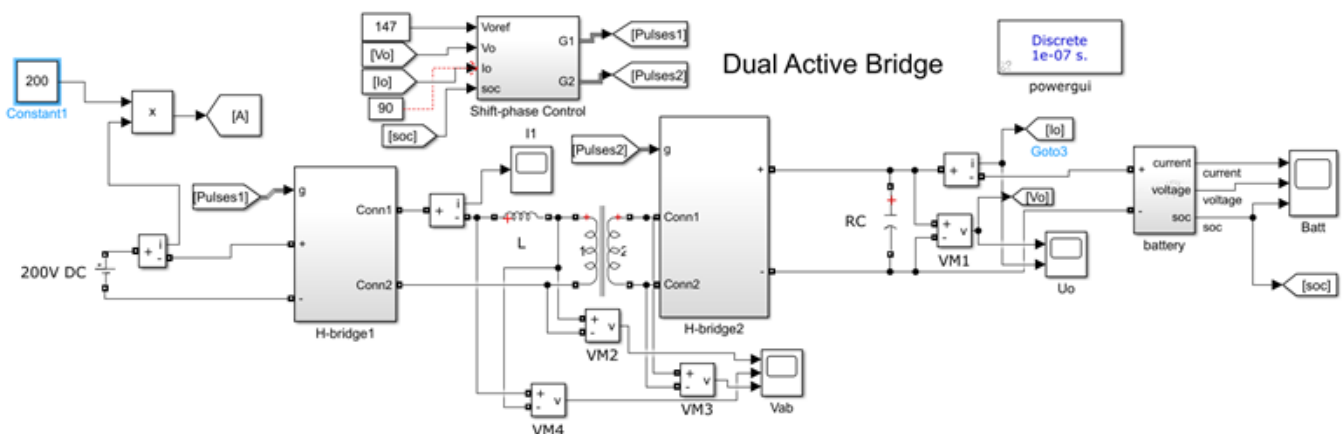 147
Voref
[Vo]
Vo
[Io]
Io
90
soc
[soc]
G1
G2
Shift-phase Control
[Pulses1]
[Pulses2]
Dual Active Bridge
Discrete
1e-07 s.
powergui
200
Constant1
x
[A]
I1
[Pulses1]
g
+
-
Conn1
Conn2
H-bridge1
200V DC
+
-
i
+
-
i
L
1
2
[Pulses2]
g
Conn1
Conn2
+
-
H-bridge2
RC
+
-
i
[Io]
Goto3
[Vo]
+
-
v
VM1
Uo
+
-
current
voltage
soc
battery
current
voltage
soc
Batt
[soc]
+
-
v
VM2
+
-
v
VM3
+
-
v
VM4
Vab